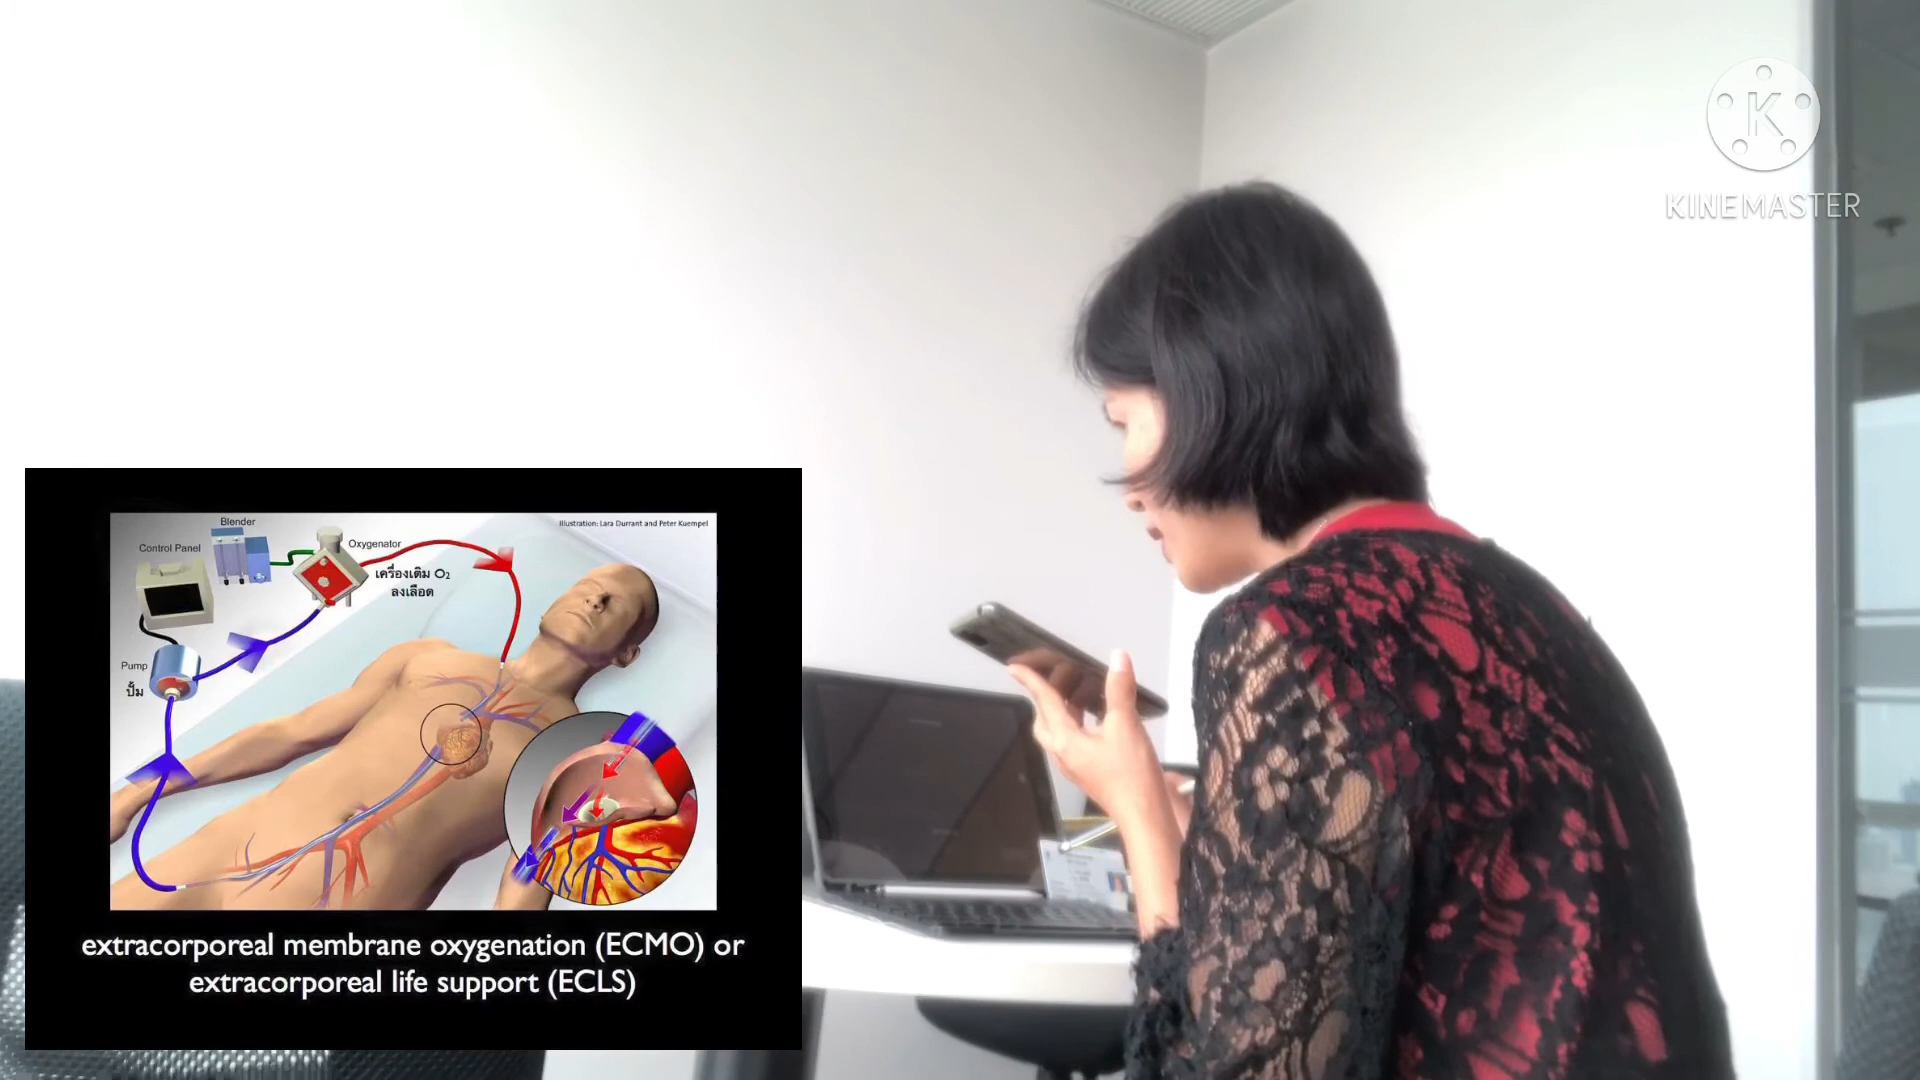 K
KINEMASTER
Blender
Illustration: Lara Durrant and Peter Kuempel
Control Panel
Oxygenator
เครื่องเติม O₂
ลงเลือด
Pump
ปั๊ม
extracorporeal membrane oxygenation (ECMO) or
extracorporeal life support (ECLS)